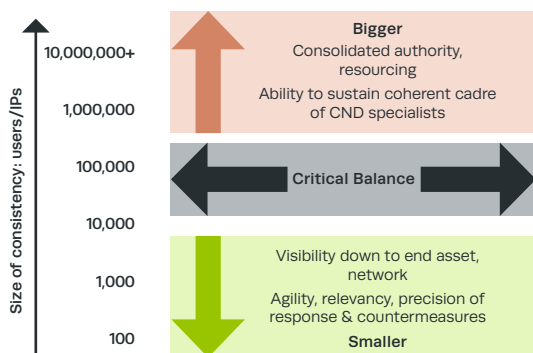 Size of consistency: users/IPs
10,000,000+
1,000,000
100,000
10,000
1,000
100
Bigger
Consolidated authority,
resourcing
Ability to sustain coherent cadre
of CND specialists
Critical Balance
Visibility down to end asset,
network
Agility, relevancy, precision of
response & countermeasures
Smaller